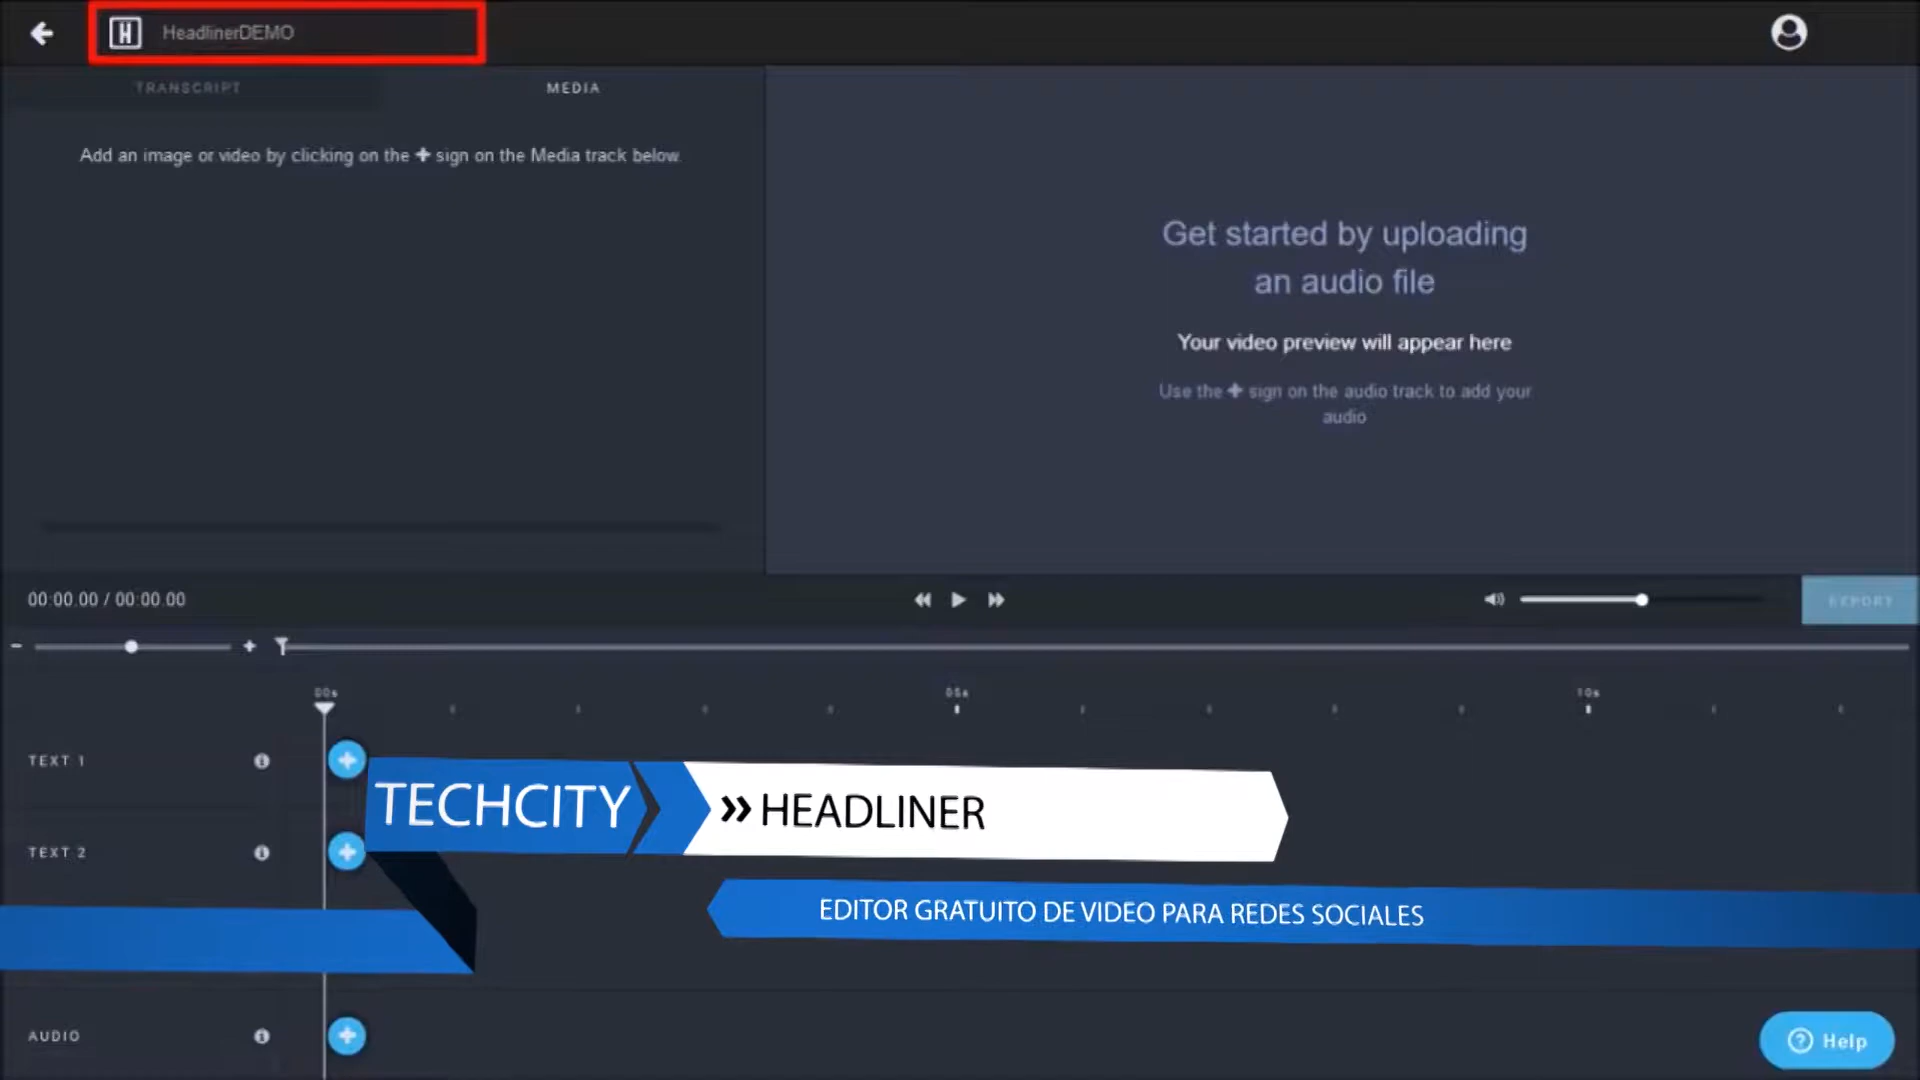 H HeadlinerDEMO
TRANSCRIPT
MEDIA
Add an image or video by clicking on the + sign on the Media track below.
Get started by uploading
an audio file
Your video preview will appear here
Use the + sign on the audio track to add your
audio
00:00.00 / 00:00.00
EXPORT
- +
00s
05s
10s
TEXT 1
TECHCITY
» HEADLINER
TEXT 2
EDITOR GRATUITO DE VIDEO PARA REDES SOCIALES
AUDIO
? Help